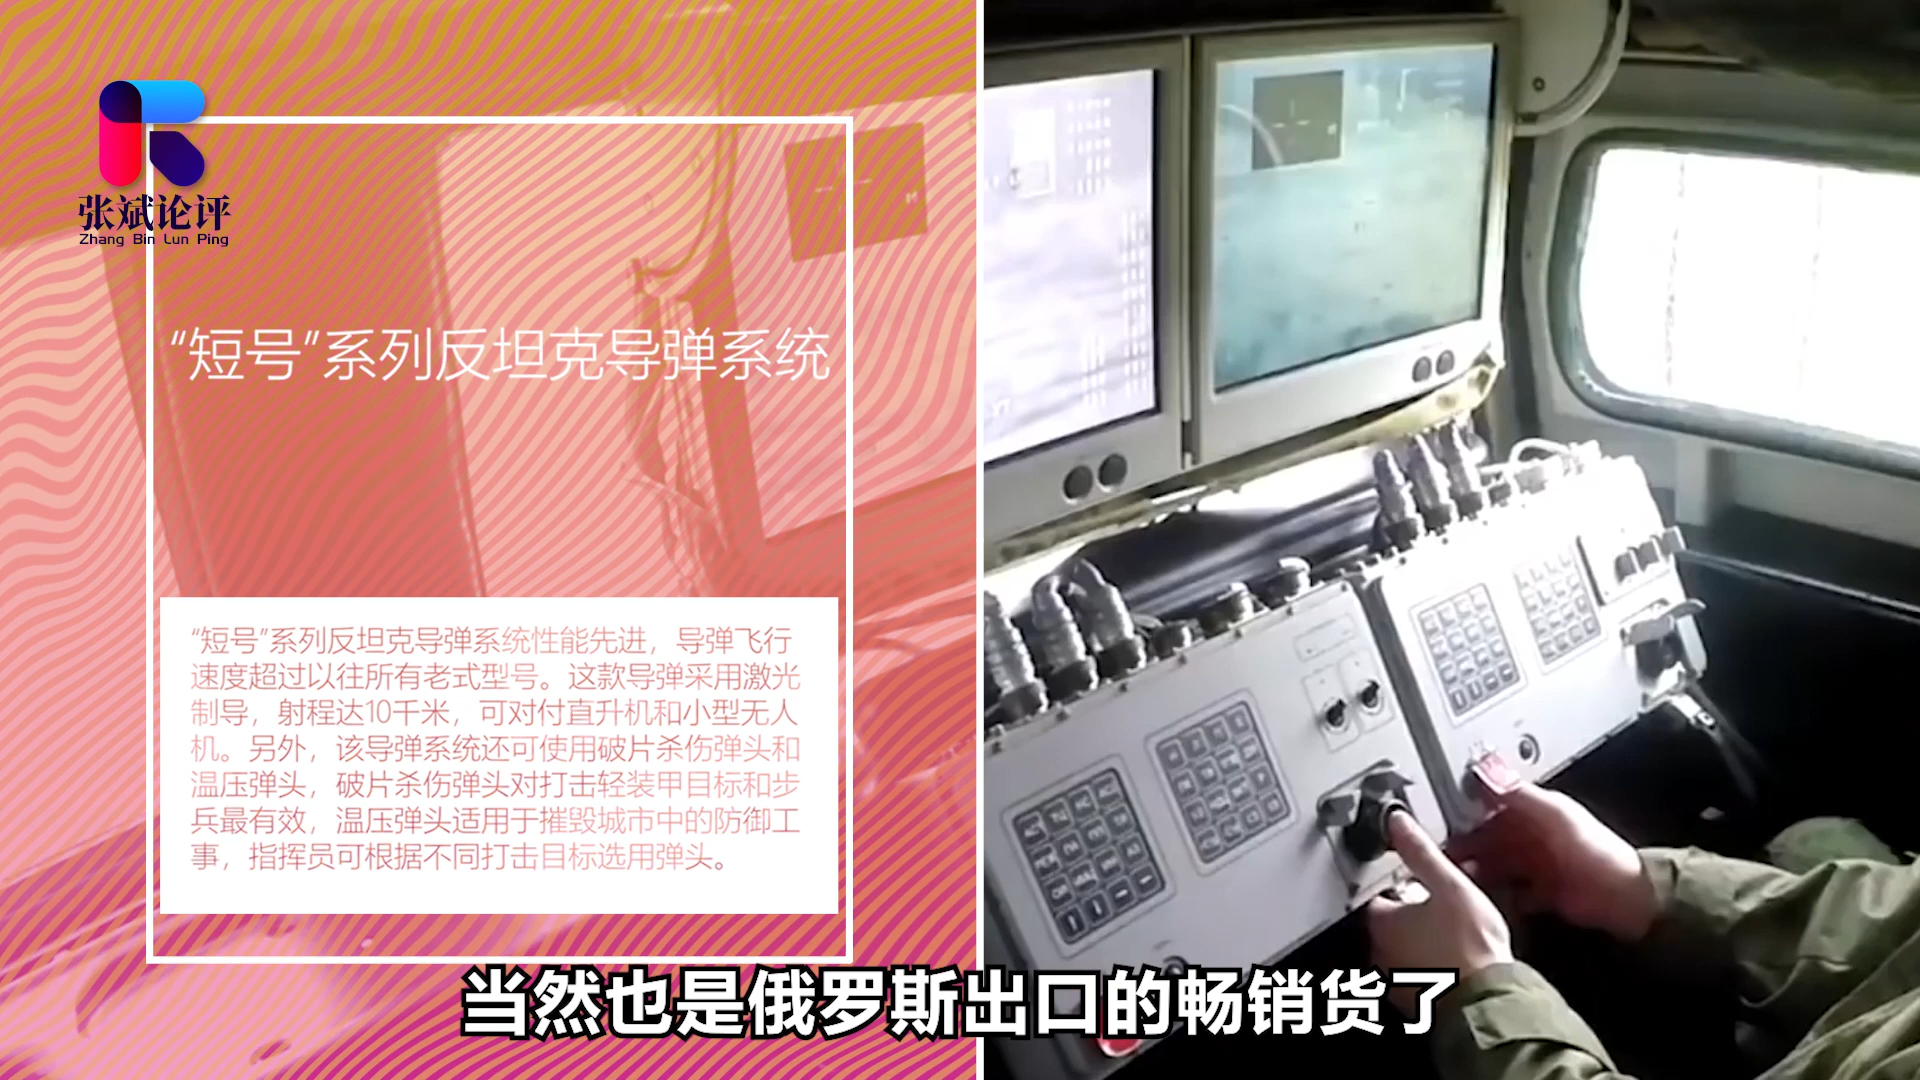 张斌论评
Zhang Bin Lun Ping
“短号”系列反坦克导弹系统
“短号”系列反坦克导弹系统性能先进，导弹飞行
速度超过以往所有老式型号。这款导弹采用激光
制导，射程达10千米，可对付直升机和小型无人
机。另外，该导弹系统还可使用破片杀伤弹头和
温压弹头，破片杀伤弹头对打击轻装甲目标和步
兵最有效，温压弹头适用于摧毁城市中的防御工
事，指挥员可根据不同打击目标选用弹头。
当然也是俄罗斯出口的畅销货了